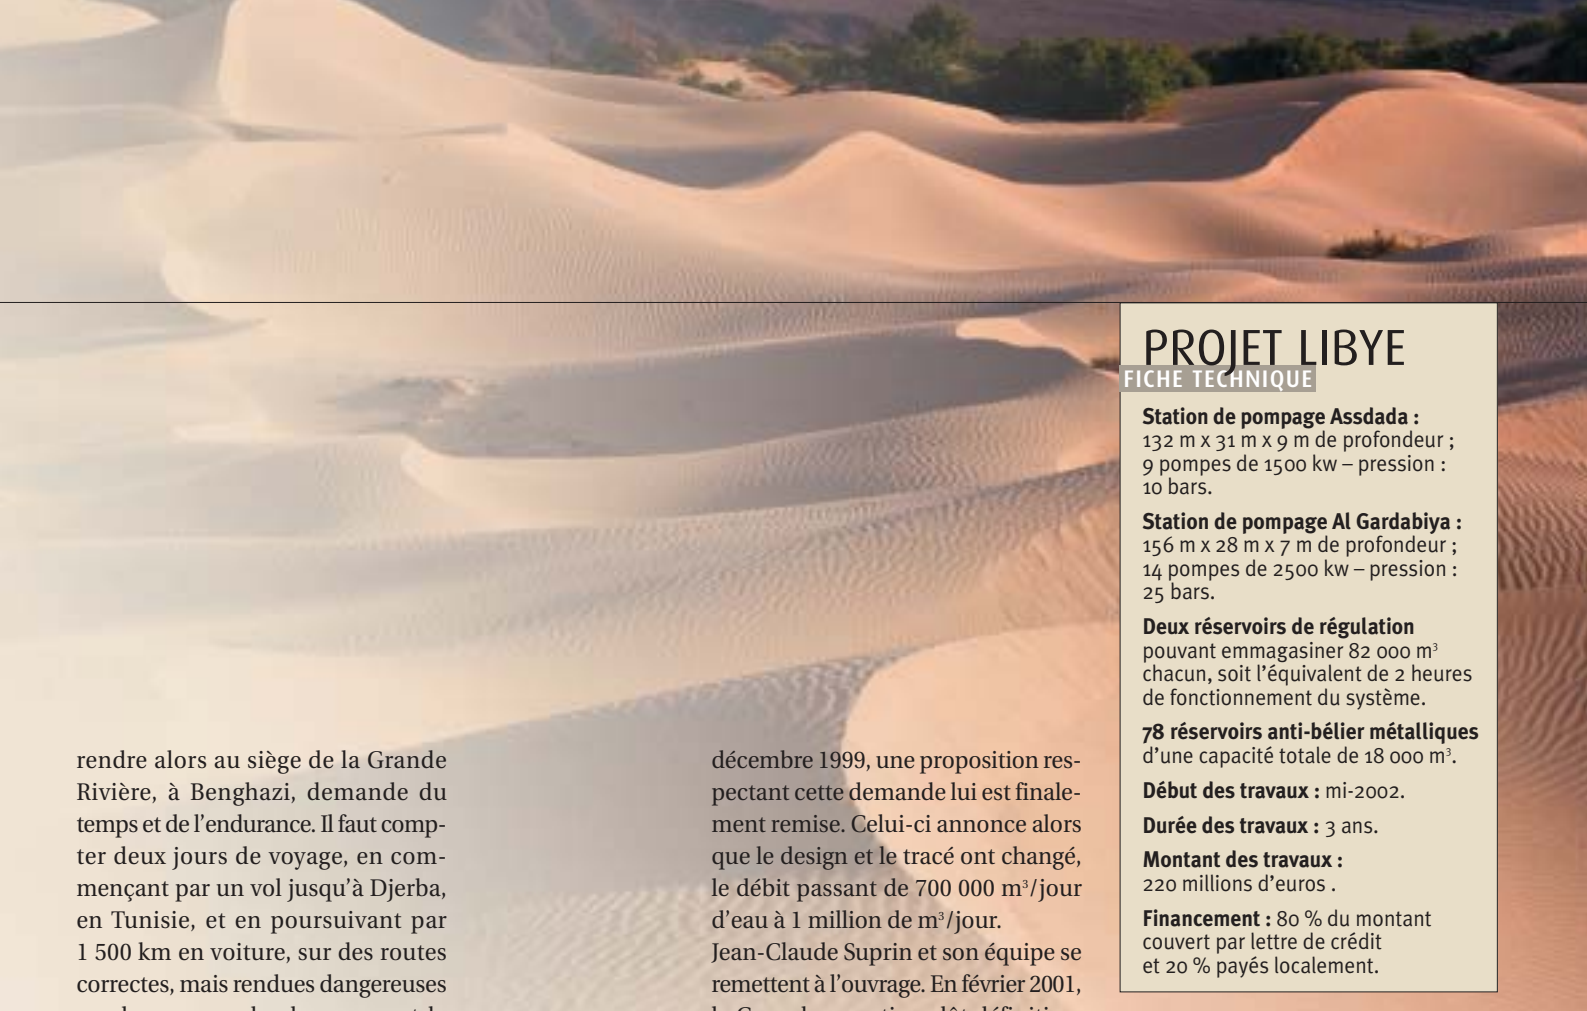 rendre alors au siège de la Grande
Rivière, à Benghazi, demande du
temps et de l'endurance. Il faut comp-
ter deux jours de voyage, en com-
mençant par un vol jusqu'à Djerba,
en Tunisie, et en poursuivant par
1 500 km en voiture, sur des routes
correctes, mais rendues dangereuses
décembre 1999, une proposition res-
pectant cette demande lui est finale-
ment remise. Celui-ci annonce alors
que le design et le tracé ont changé,
le débit passant de 700 000 m³/jour
d'eau à 1 million de m³/jour.
Jean-Claude Suprin et son équipe se
remettent à l'ouvrage. En février 2001,
PROJET LIBYE
FICHE TECHNIQUE
Station de pompage Assdada :
132 m x 31 m x 9 m de profondeur ;
9 pompes de 1500 kw – pression :
10 bars.
Station de pompage Al Gardabiya :
156 m x 28 m x 7 m de profondeur ;
14 pompes de 2500 kw – pression :
25 bars.
Deux réservoirs de régulation
pouvant emmagasiner 82 000 m³
chacun, soit l'équivalent de 2 heures
de fonctionnement du système.
78 réservoirs anti-bélier métalliques
d'une capacité totale de 18 000 m³.
Début des travaux : mi-2002.
Durée des travaux : 3 ans.
Montant des travaux :
220 millions d'euros .
Financement : 80 % du montant
couvert par lettre de crédit
et 20 % payés localement.